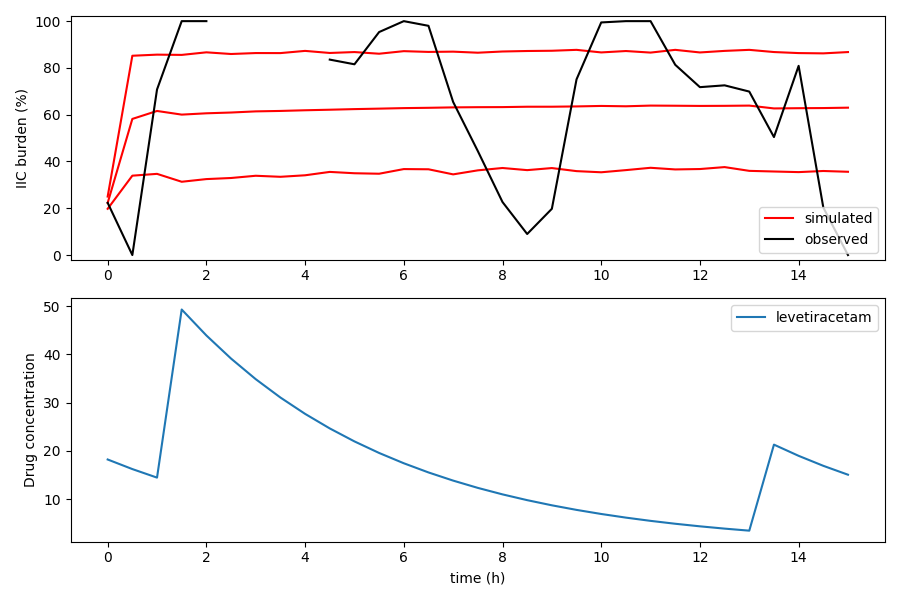 100
80
60
40
20
0
IIC burden (%)
simulated
observed
0 2 4 6 8 10 12 14
50
40
30
20
10
Drug concentration
levetiracetam
0 2 4 6 8 10 12 14
time (h)